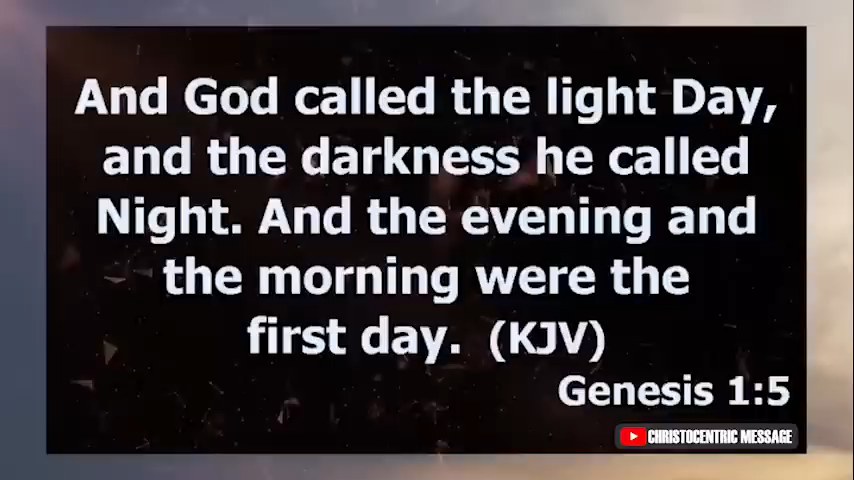 And God called the light Day,
and the darkness he called
Night. And the evening and
the morning were the
first day. (KJV)
Genesis 1:5
CHRISTOCENTRIC MESSAGE